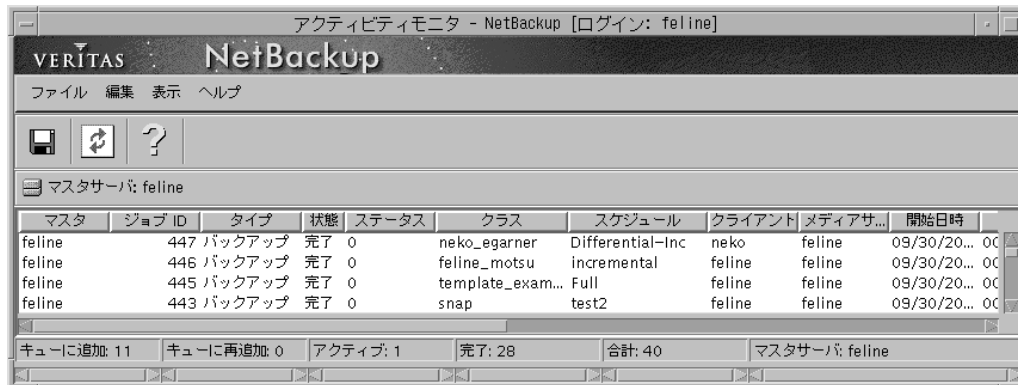 アクティビティモニタ - NetBackup [ログイン: feline]
VERITAS NetBackup
ファイル 編集 表示 ヘルプ
マスタサーバ: feline
マスタ ジョブ ID タイプ 状態 ステータス クラス スケジュール クライアント メディアサ... 開始日時
feline 447 バックアップ 完了 0 neko_egarner Differential-Inc neko feline 09/30/20... 00
feline 446 バックアップ 完了 0 feline_motsu incremental feline feline 09/30/20... 00
feline 445 バックアップ 完了 0 template_exam... Full feline feline 09/30/20... 00
feline 443 バックアップ 完了 0 snap test2 feline feline 09/30/20... 00
キューに追加: 11 キューに再追加: 0 アクティブ: 1 完了: 28 合計: 40 マスタサーバ: feline